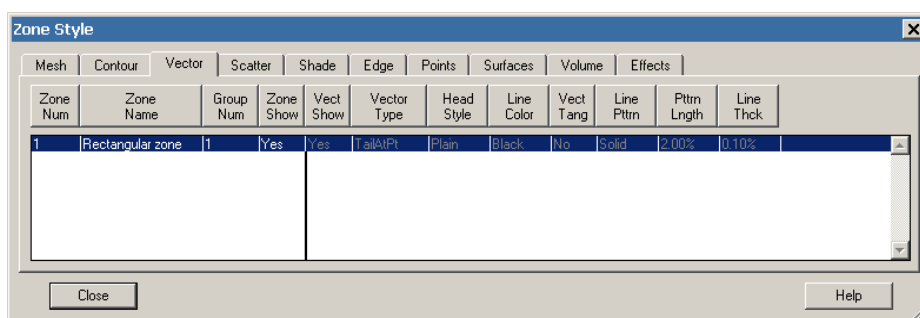 Zone Style
Mesh Contour Vector Scatter Shade Edge Points Surfaces Volume Effects
Zone Num Zone Name Group Num Zone Show Vect Show Vector Type Head Style Line Color Vect Tang Line Pttrn Pttrn Lngth Line Thck
1 Rectangular zone 1 Yes Yes TailAtPt Plain Black No Solid 2.00% 0.10%
Close Help